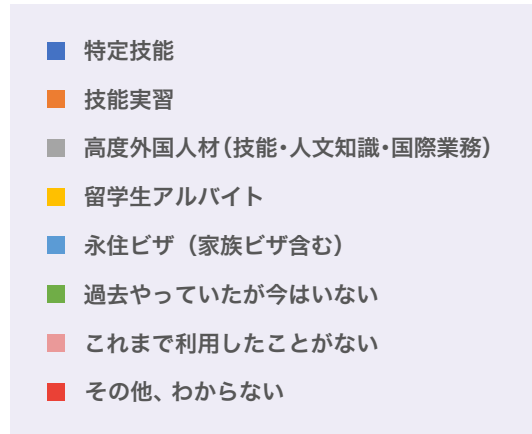 特定技能
技能実習
高度外国人材（技能・人文知識・国際業務）
留学生アルバイト
永住ビザ（家族ビザ含む）
過去やっていたが今はいない
これまで利用したことがない
その他、わからない